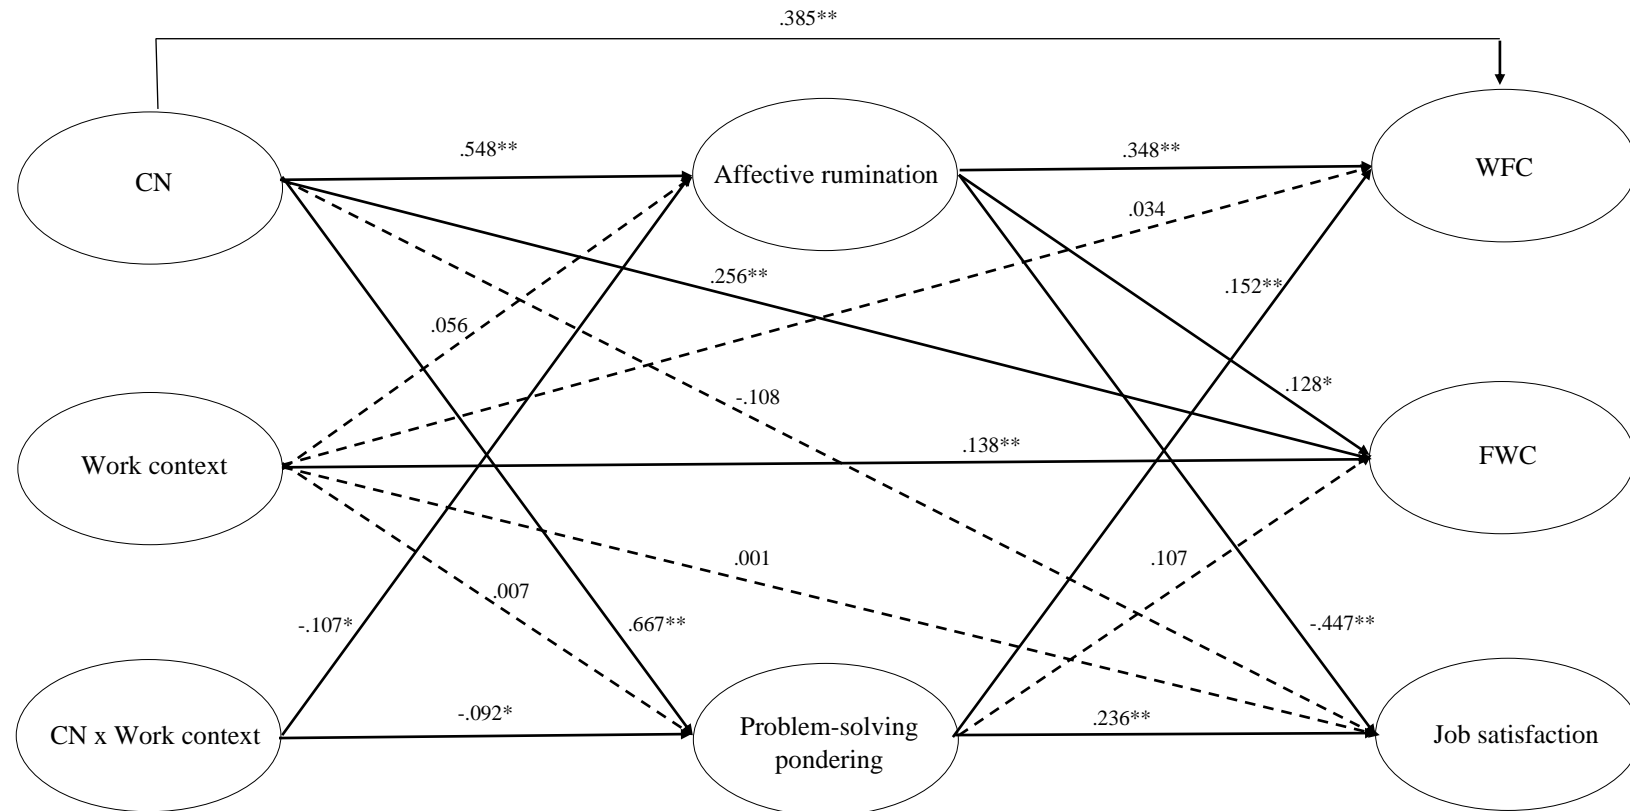 .385**
CN
.548**
Affective rumination
.348**
WFC
.034
.256**
.152**
.056
-.108
.128*
Work context
.138**
FWC
.001
.107
.007
-.107*
.667**
-.447**
CN x Work context
-.092*
Problem-solving
pondering
.236**
Job satisfaction